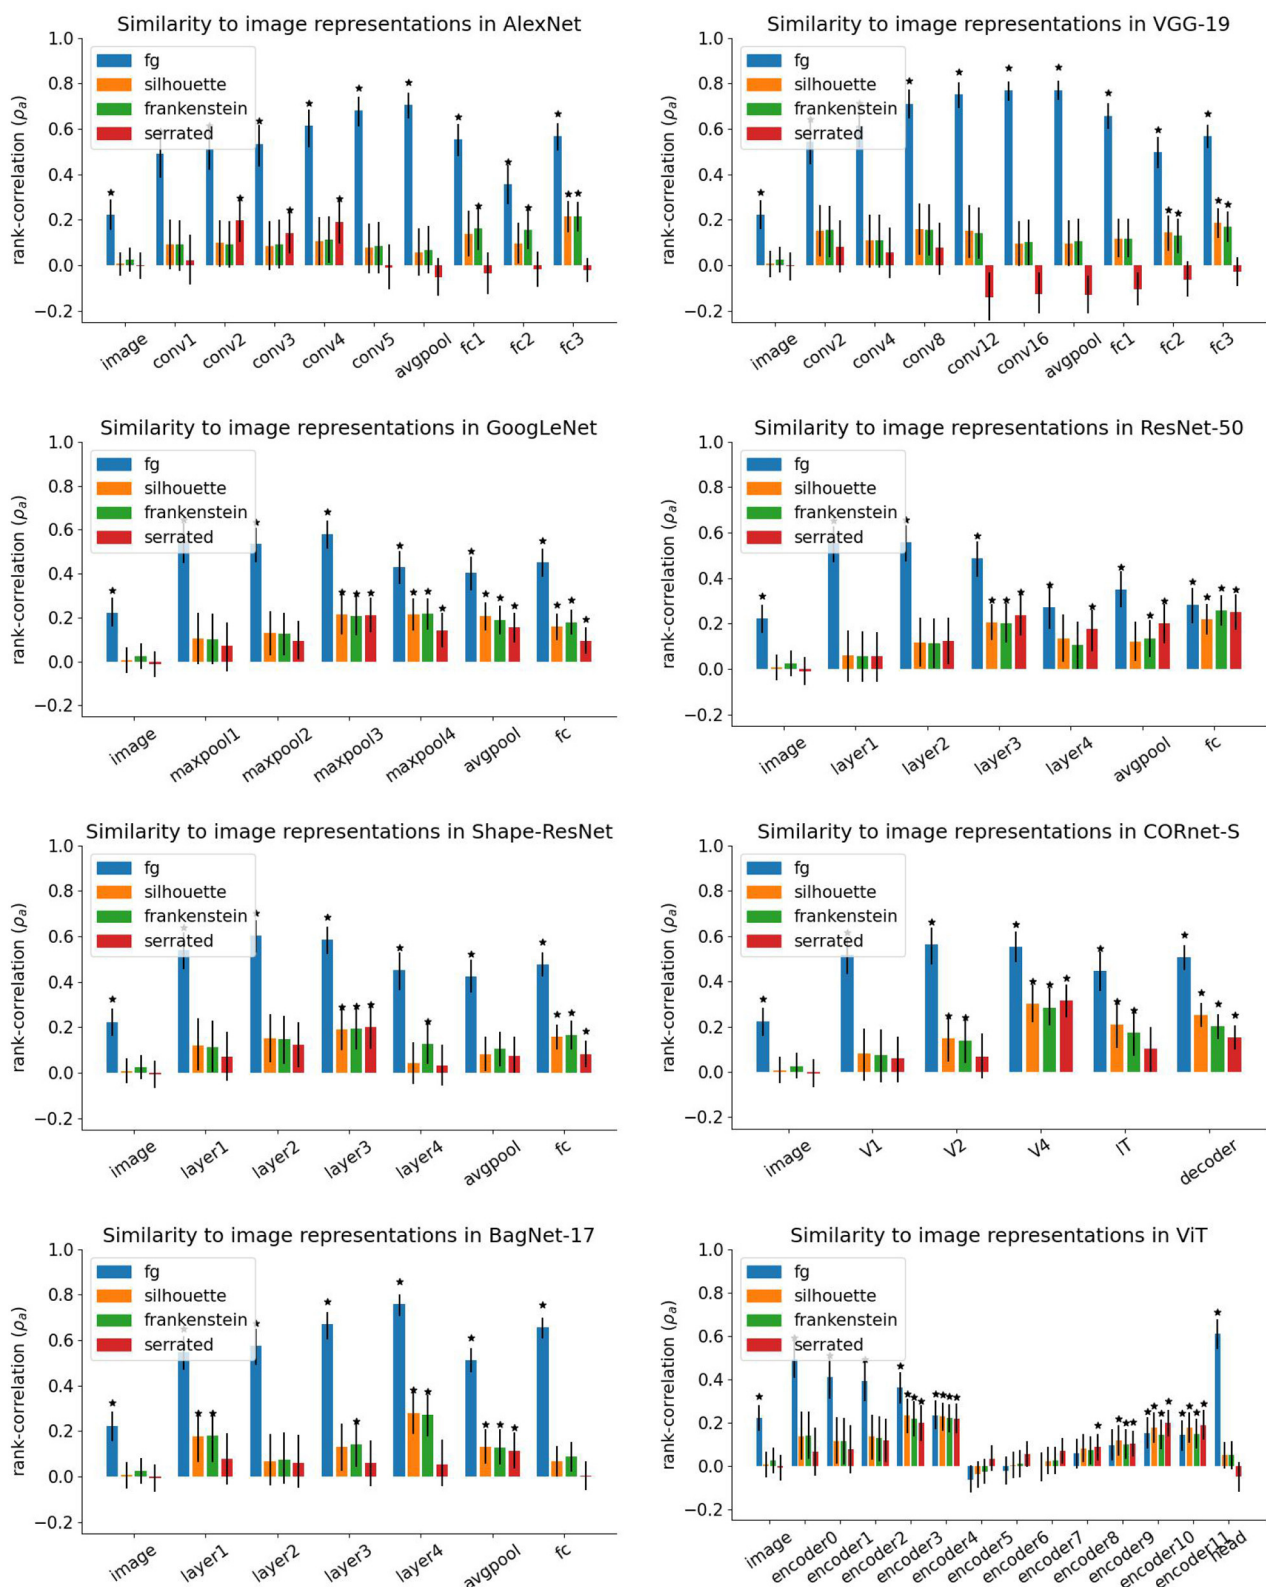 Similarity to image representations in AlexNet
rank-correlation (ρa)
1.0
0.8
0.6
0.4
0.2
0.0
−0.2
fg
silhouette
frankenstein
serrated
image conv1 conv2 conv3 conv4 conv5 avgpool fc1 fc2 fc3
Similarity to image representations in VGG-19
rank-correlation (ρa)
1.0
0.8
0.6
0.4
0.2
0.0
−0.2
fg
silhouette
frankenstein
serrated
image conv2 conv4 conv8 conv12 conv16 avgpool fc1 fc2 fc3
Similarity to image representations in GoogLeNet
rank-correlation (ρa)
1.0
0.8
0.6
0.4
0.2
0.0
−0.2
fg
silhouette
frankenstein
serrated
image maxpool1 maxpool2 maxpool3 maxpool4 avgpool fc
Similarity to image representations in ResNet-50
rank-correlation (ρa)
1.0
0.8
0.6
0.4
0.2
0.0
−0.2
fg
silhouette
frankenstein
serrated
image layer1 layer2 layer3 layer4 avgpool fc
Similarity to image representations in Shape-ResNet
rank-correlation (ρa)
1.0
0.8
0.6
0.4
0.2
0.0
−0.2
fg
silhouette
frankenstein
serrated
image layer1 layer2 layer3 layer4 avgpool fc
Similarity to image representations in CORnet-S
rank-correlation (ρa)
1.0
0.8
0.6
0.4
0.2
0.0
−0.2
fg
silhouette
frankenstein
serrated
image V1 V2 V4 IT decoder
Similarity to image representations in BagNet-17
rank-correlation (ρa)
1.0
0.8
0.6
0.4
0.2
0.0
−0.2
fg
silhouette
frankenstein
serrated
image layer1 layer2 layer3 layer4 avgpool fc
Similarity to image representations in ViT
rank-correlation (ρa)
1.0
0.8
0.6
0.4
0.2
0.0
−0.2
fg
silhouette
frankenstein
serrated
image encoder0 encoder1 encoder2 encoder3 encoder4 encoder5 encoder6 encoder7 encoder8 encoder9 encoder10 encoder11 head